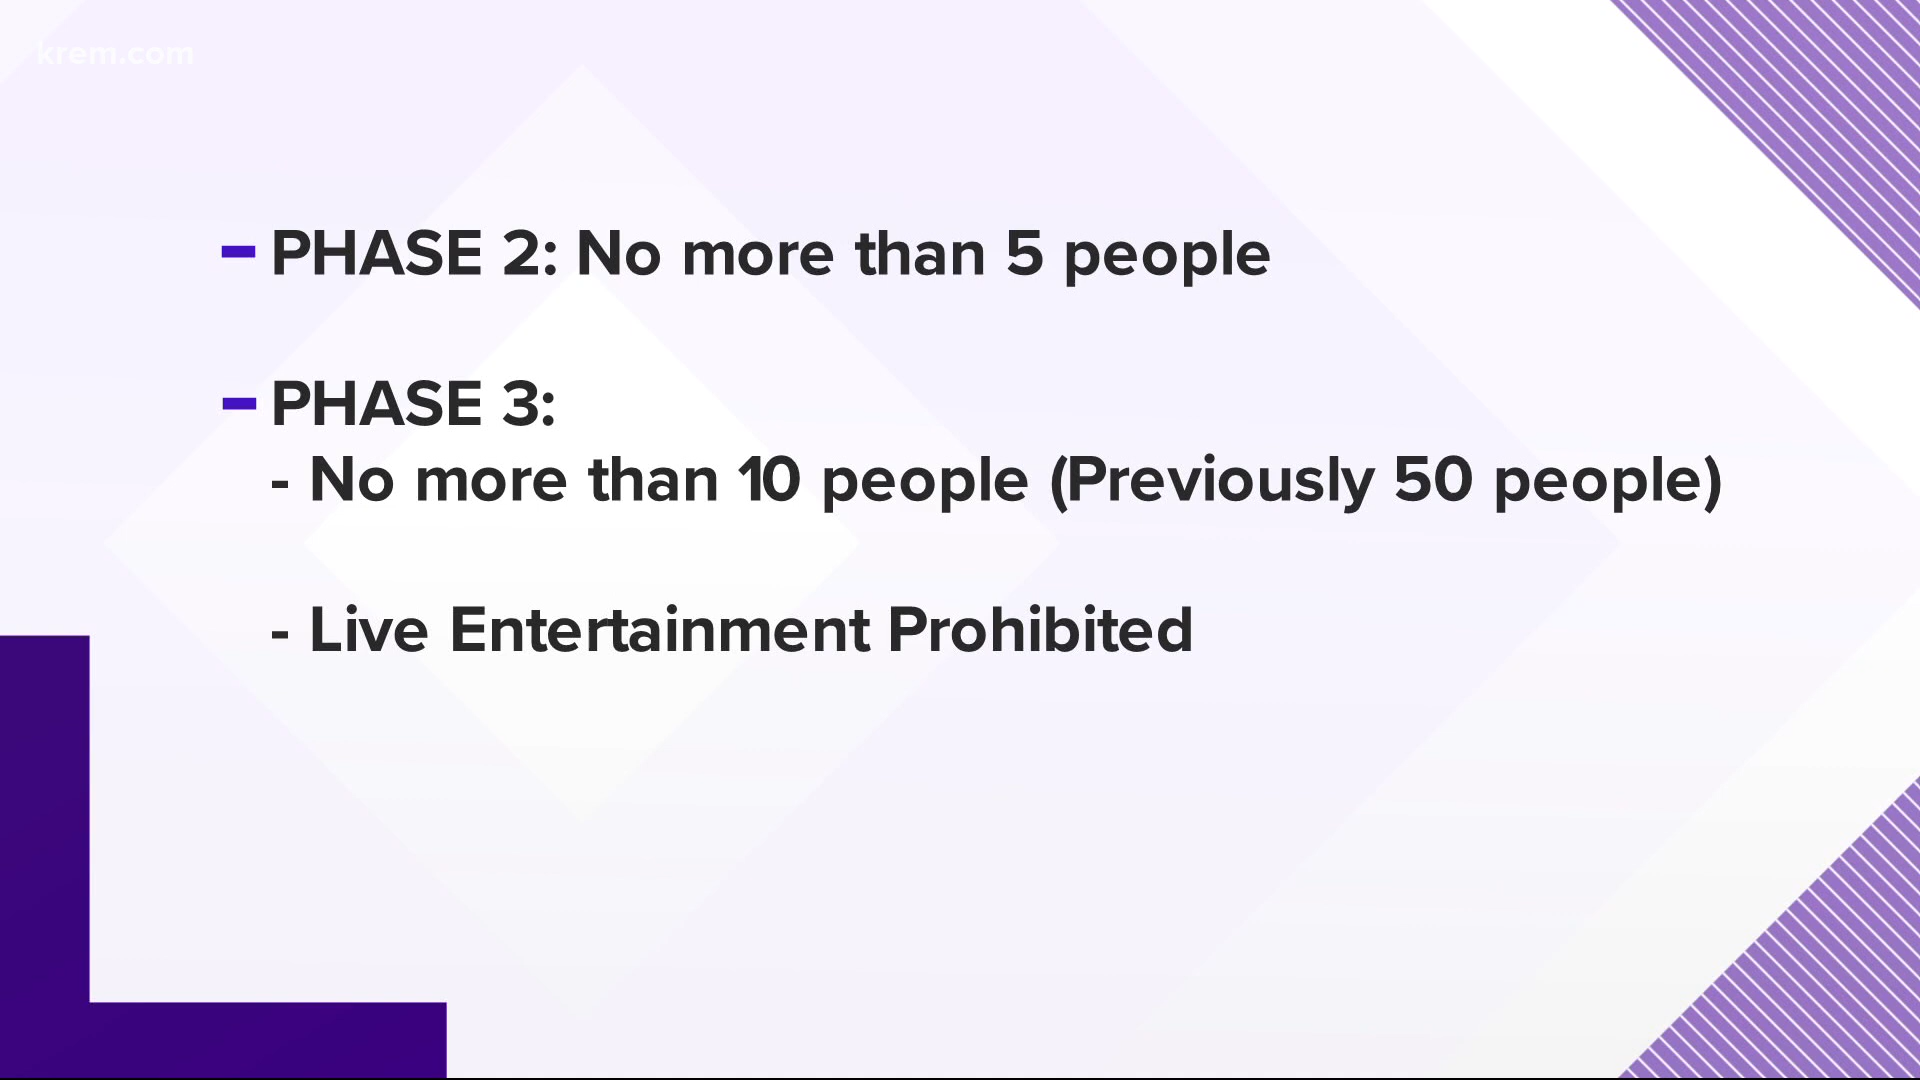 krem.com
PHASE 2: No more than 5 people
PHASE 3:
- No more than 10 people (Previously 50 people)
- Live Entertainment Prohibited